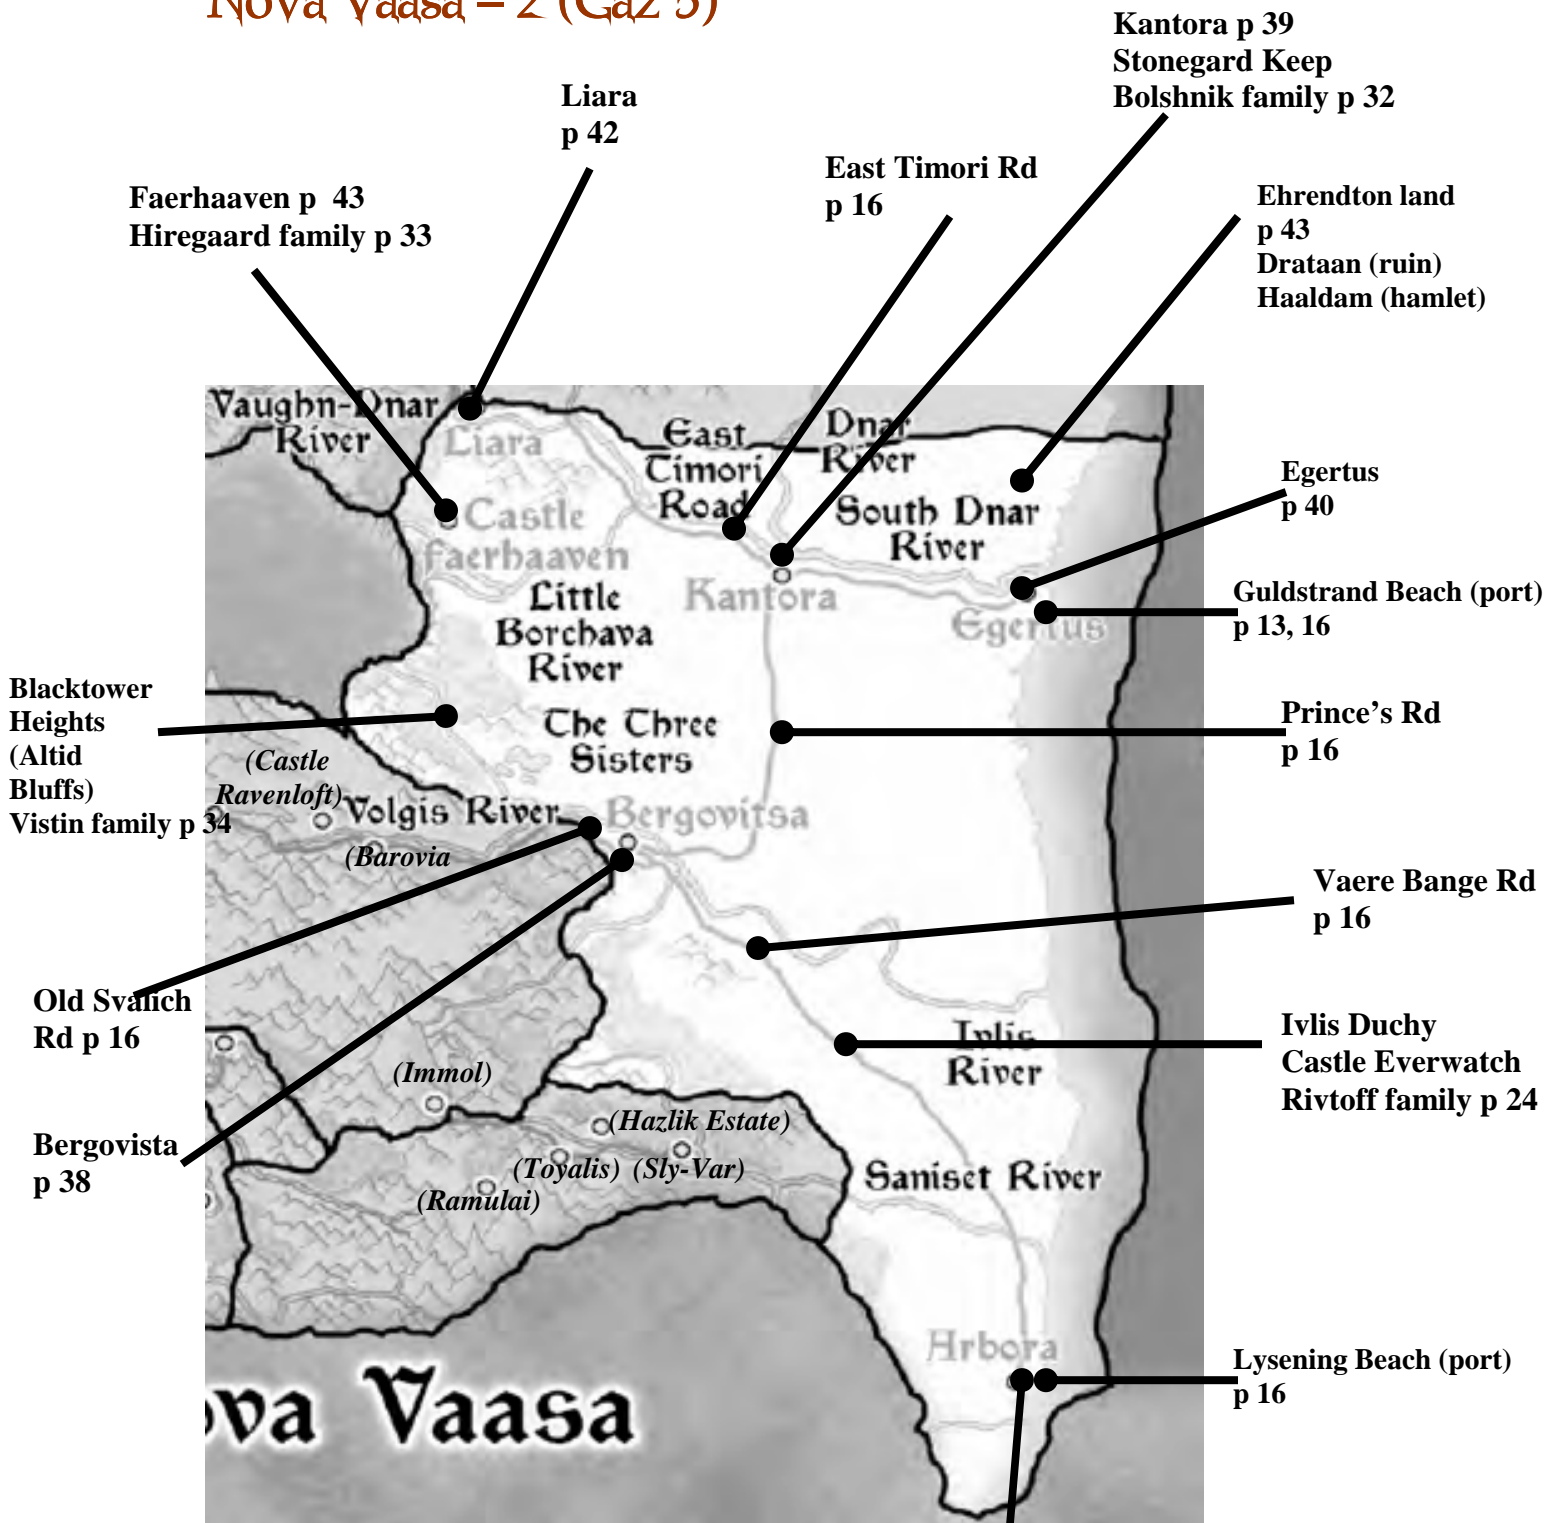 Nova Vaasa – 2 (Gaz 5)
Kantora p 39
Stonegard Keep
Bolshnik family p 32
Liara
p 42
East Timori Rd
p 16
Faerhaaven p  43
Hiregaard family p 33
Ehrendton land
p 43
Drataan (ruin)
Haaldam (hamlet)
Vaughn-Dnar
River
Liara
East
Timori
Road
Dnar
River
Castle
Faerhaaven
South Dnar
River
Egertus
p 40
Kantora
Egertus
Guldstrand Beach (port)
p 13, 16
Little
Borchava
River
Blacktower
Heights
(Altid
Bluffs)
Vistin family p 34
The Three
Sisters
Prince's Rd
p 16
(Castle
Ravenloft)
Volgis River
Bergovitsa
(Barovia
Vaere Bange Rd
p 16
Old Svalich
Rd p 16
Ivlis
River
Ivlis Duchy
Castle Everwatch
Rivtoff family p 24
(Immol)
(Hazlik Estate)
Bergovista
p 38
(Toyalis) (Sly-Var)
(Ramulai)
Saniset River
Arbora
Lysening Beach (port)
p 16
ova Vaasa